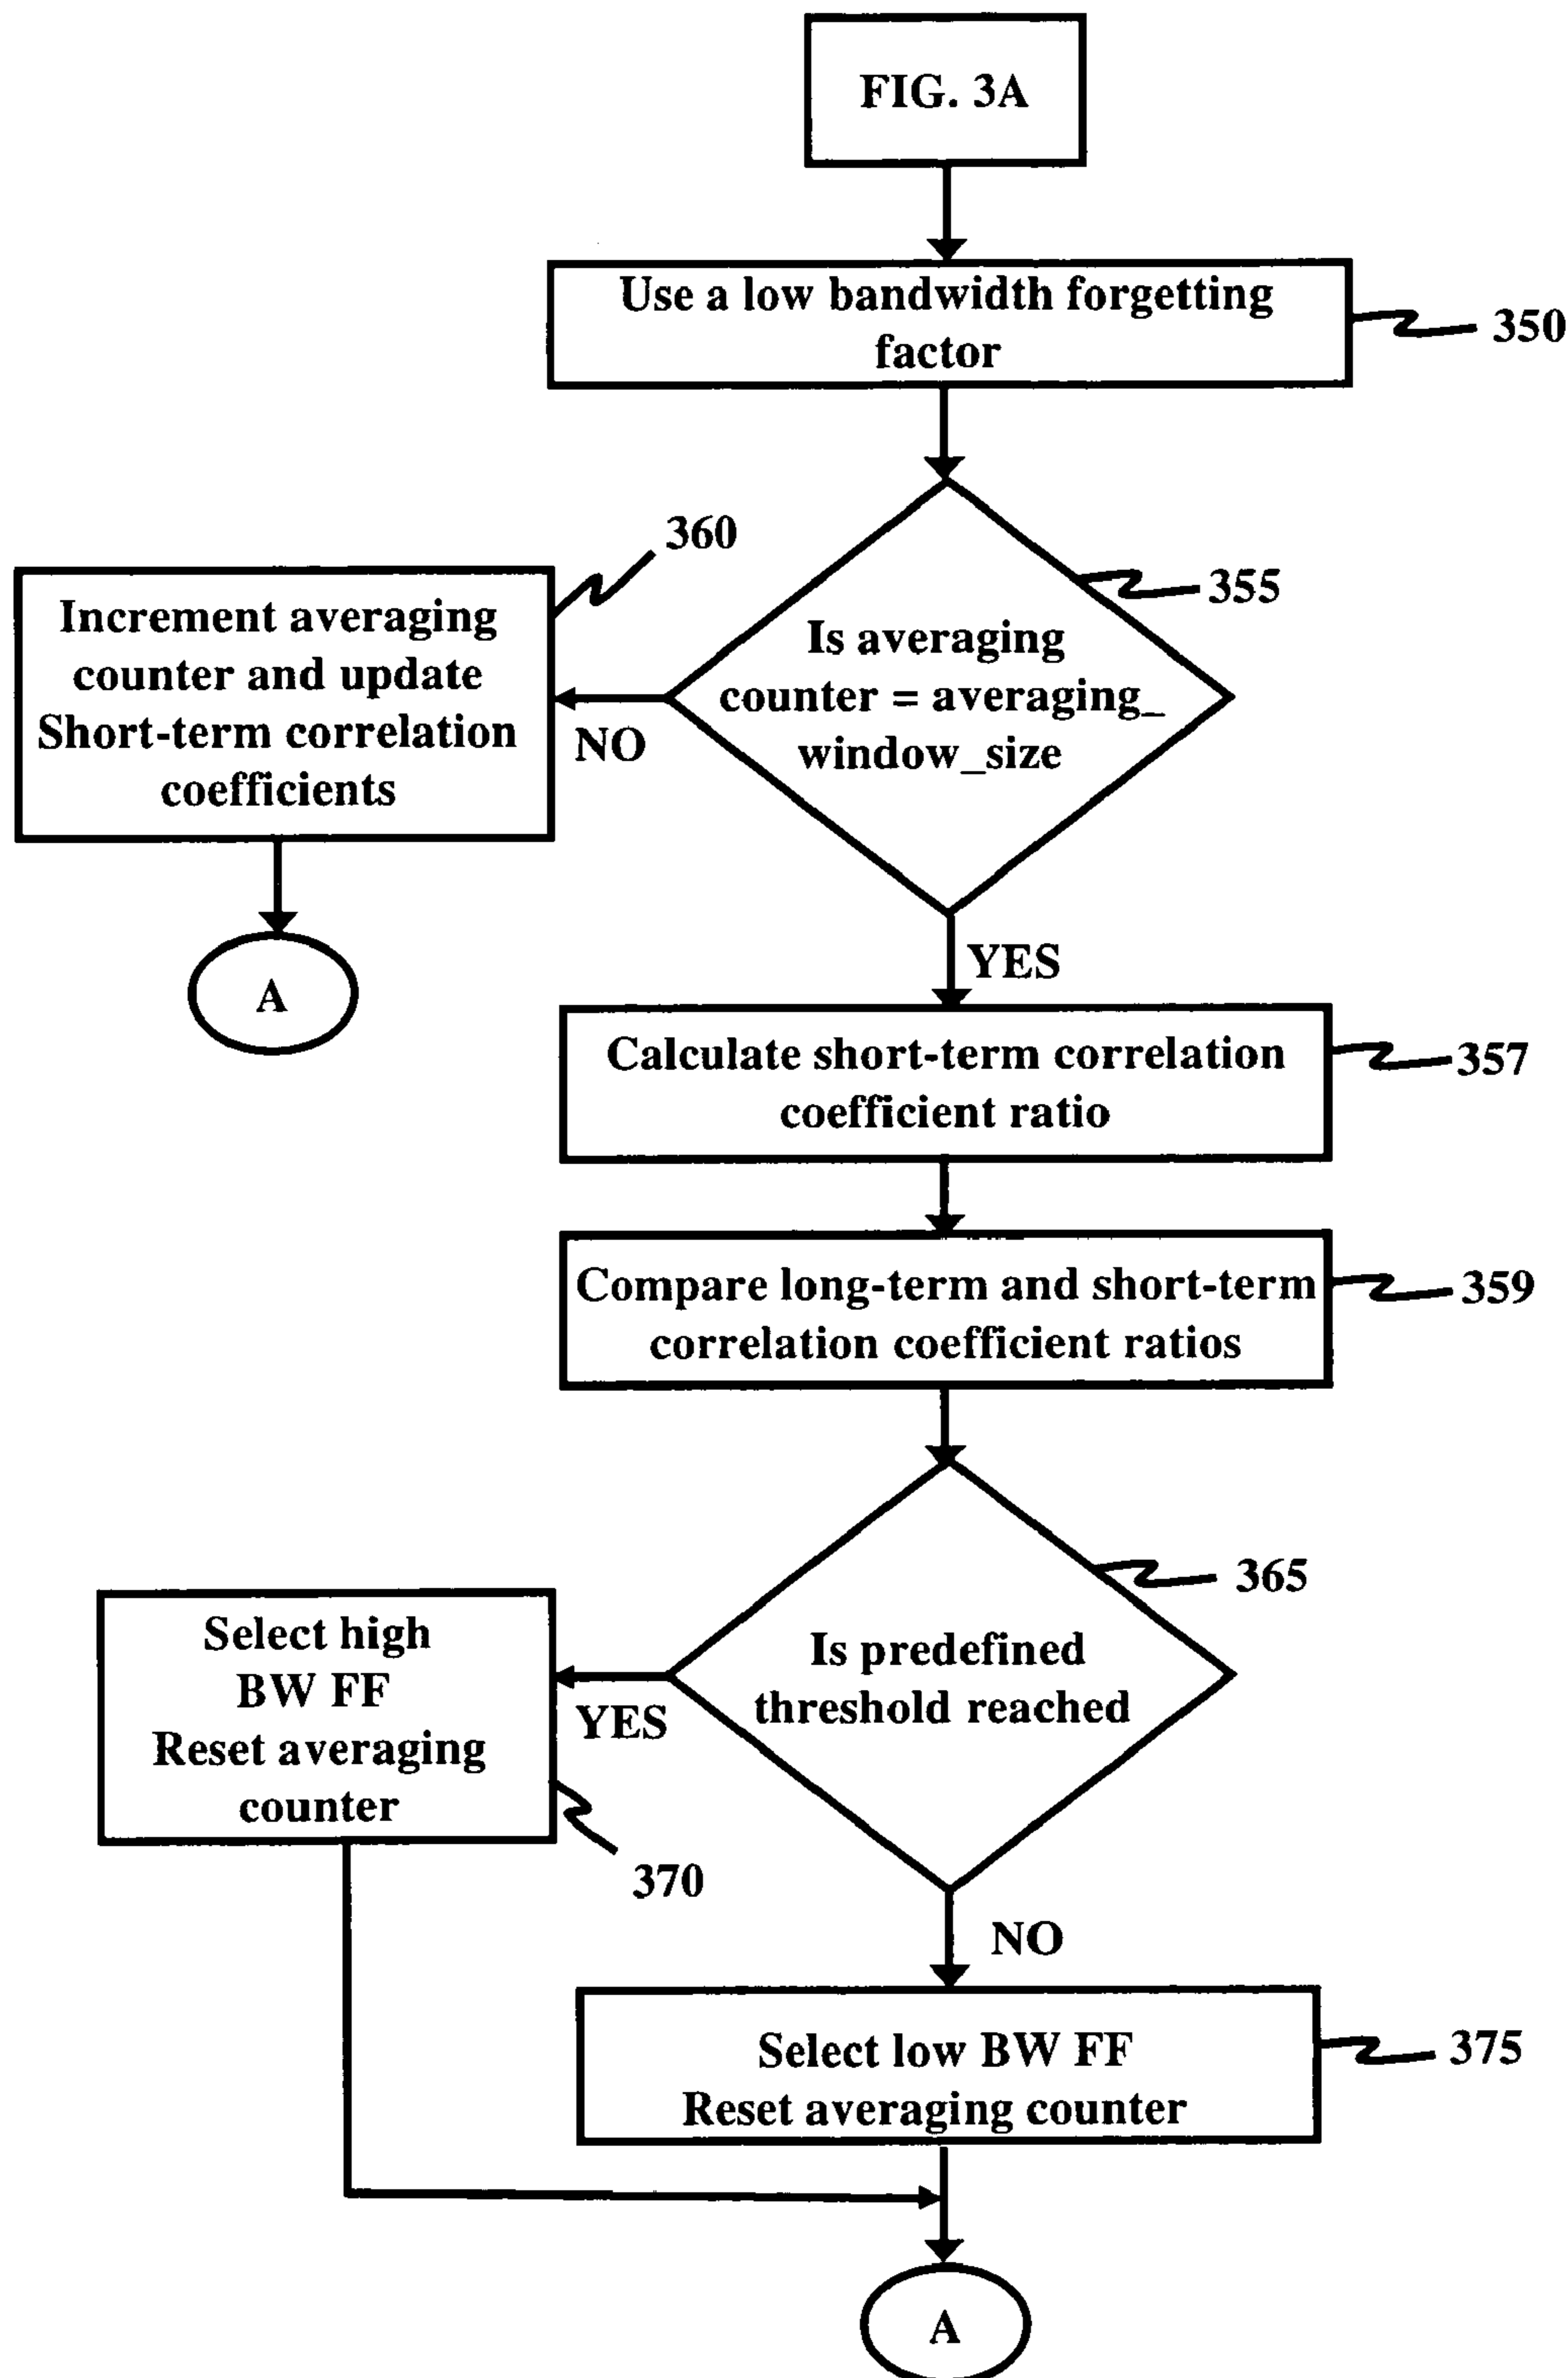 FIG. 3A
Use a low bandwidth forgetting
factor
350
360
355
Increment averaging
counter and update
Short-term correlation
coefficients
Is averaging
counter = averaging_
window_size
NO
A
YES
Calculate short-term correlation
coefficient ratio
357
Compare long-term and short-term
correlation coefficient ratios
359
365
Select high
BW FF
Reset averaging
counter
Is predefined
threshold reached
YES
370
NO
Select low BW FF
Reset averaging counter
375
A